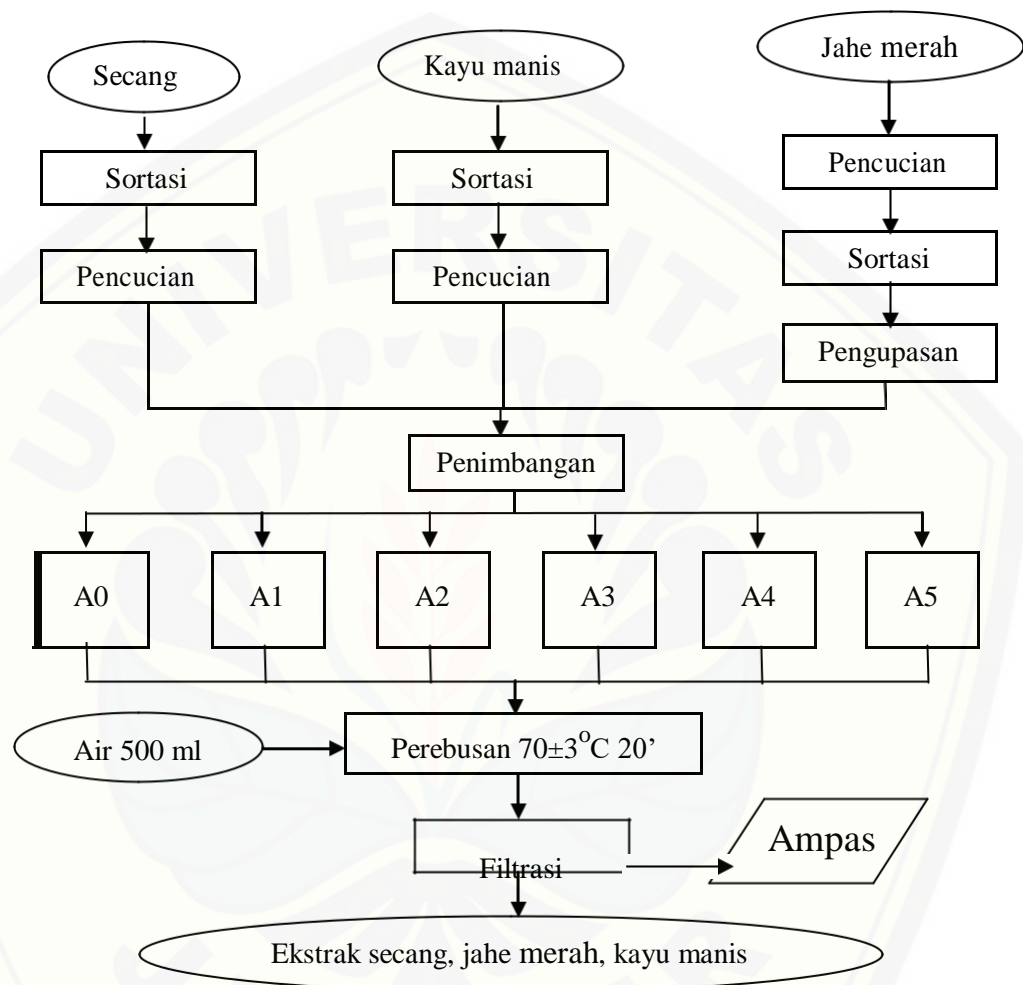 Secang
Kayu manis
Jahe merah
Sortasi
Sortasi
Pencucian
Pencucian
Pencucian
Sortasi
Pengupasan
Penimbangan
A0
A1
A2
A3
A4
A5
Air 500 ml
Perebusan 70±3°C 20’
Filtrasi
Ampas
Ekstrak secang, jahe merah, kayu manis
UNIVERSITAS